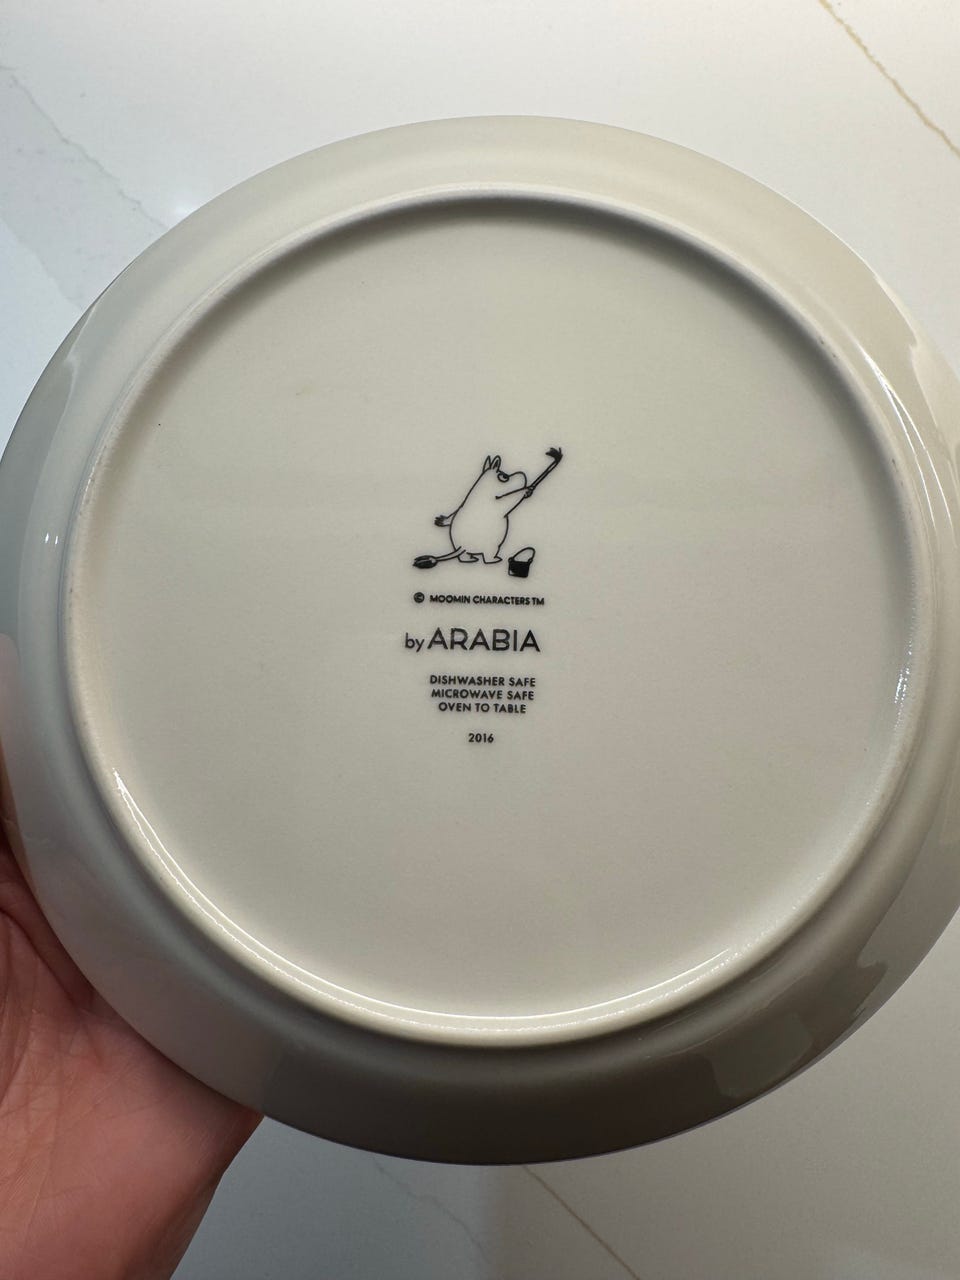 © MOOMIN CHARACTERS TM
by ARABIA
DISHWASHER SAFE
MICROWAVE SAFE
OVEN TO TABLE
2016